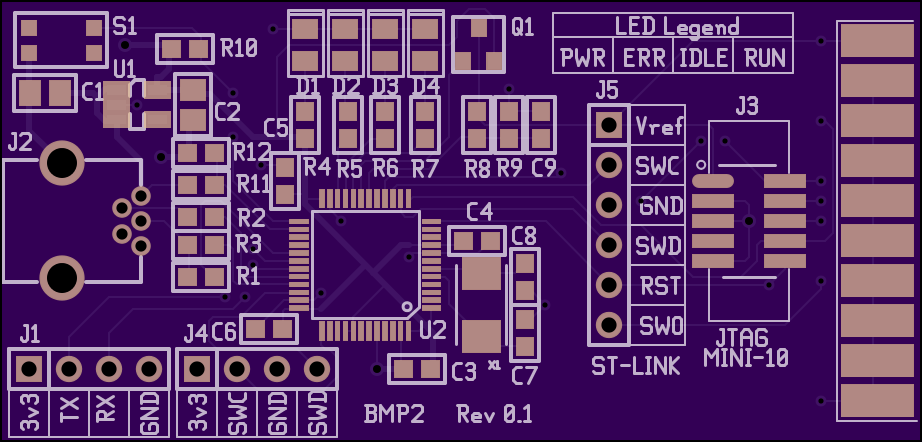 S1
R10
U1
C1
C2
J2
R12
R11
R2
R3
R1
D1 D2 D3 D4
Q1
C5
R4 R5 R6 R7
R8 R9 C9
LED Legend
PWR ERR IDLE RUN
J5
Vref
SWC
GND
SWD
RST
SWO
ST-LINK
J3
JTAG
MINI-10
C4
C8
U2
X1
C7
C3
C6
J1
3v3 TX RX GND
J4
3v3 SWC GND SWD
BMP2 Rev 0.1